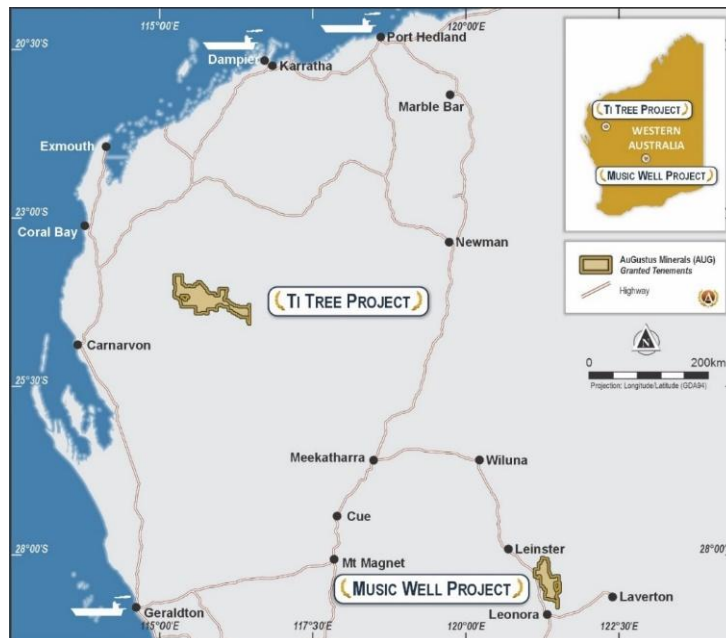 115°00'E
120°00'E
20°30'S
Port Hedland
Dampier
Karratha
Marble Bar
Exmouth
23°00'S
Coral Bay
Newman
TI TREE PROJECT
Carnarvon
25°30'S
Meekatharra
Wiluna
Cue
28°00'S
Leinster
28°00'S
Mt Magnet
MUSIC WELL PROJECT
Laverton
Geraldton
Leonora
115°00'E
117°30'E
120°00'E
122°30'E
TI TREE PROJECT
WESTERN
AUSTRALIA
MUSIC WELL PROJECT
AuGustus Minerals (AUG)
Granted Tenements
Highway
0
200km
Projection: Longitude/Latitude (GDA94)